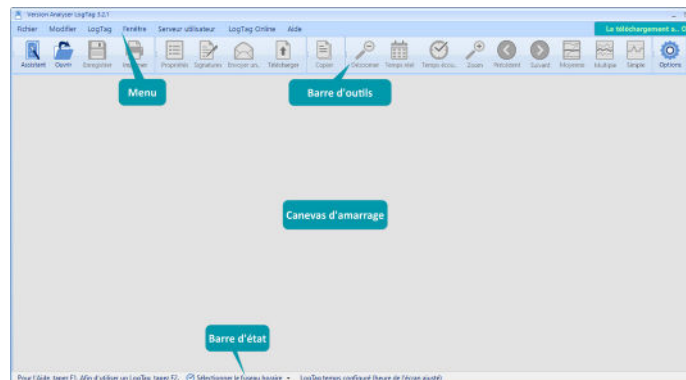 Version Analyser LogTag 3.2.1
Fichier Modifier LogTag Fenêtre Serveur utilisateur LogTag Online Aide
Le téléchargement a... O
Assistant Ouvrir Enregistrer Imprimer Propriétés Signatures Envoyer un... Télécharger Copier Dézoomer Temps réel Temps écou... Zoom Précédent Suivant Moyenne Multiple Simple Options
Menu
Barre d'outils
Canevas d'amarrage
Barre d'état
Pour l'Aide, taper F1. Afin d'utiliser un LogTag, taper F2. Sélectionner le fuseau horaire LogTag temps configuré (heure de l'écran ajusté)